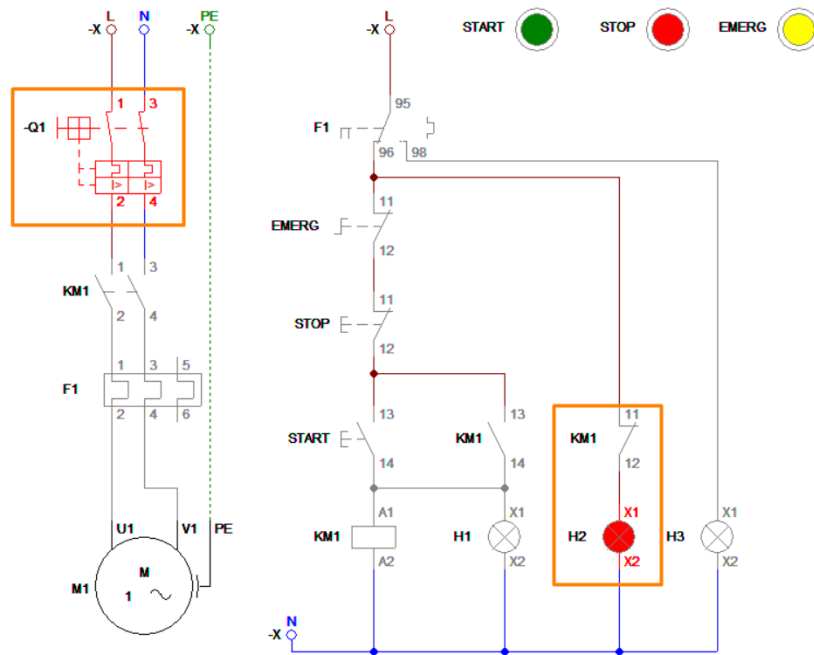 L N PE L START STOP EMERG
-X -X -X
1 3 95
-Q1 F1
96 98
I> I>
2 4 11
EMERG
12
1 3
KM1 11
2 4 STOP
12
1 3 5
F1
2 4 6
13 13 11
START KM1 KM1
14 14 12
A1 X1 X1 X1
U1 V1 PE KM1 H1 H2 H3
A2 X2 X2 X2
M
M1 1
N
-X